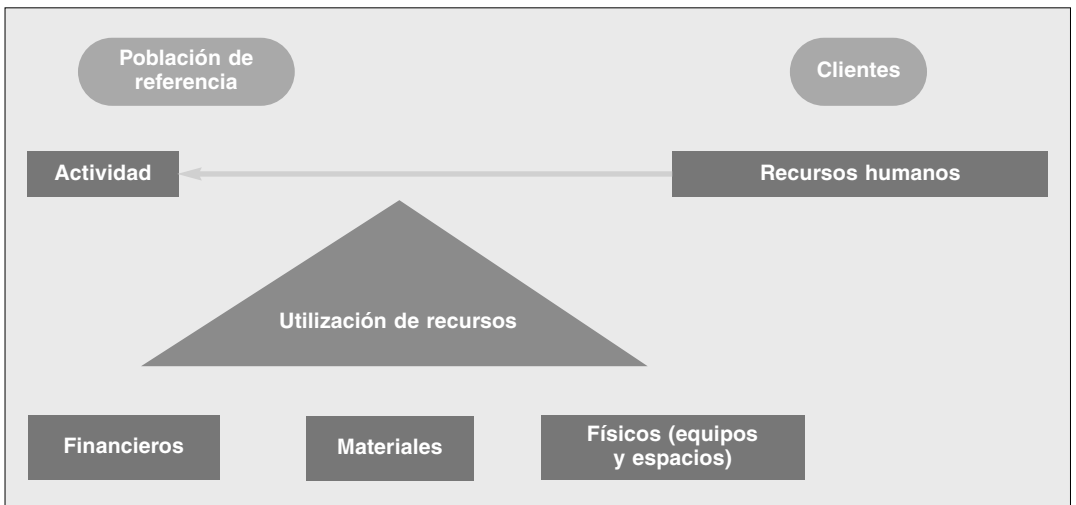 Población de
referencia
Clientes
Actividad
Recursos humanos
Utilización de recursos
Financieros
Materiales
Físicos (equipos
y espacios)